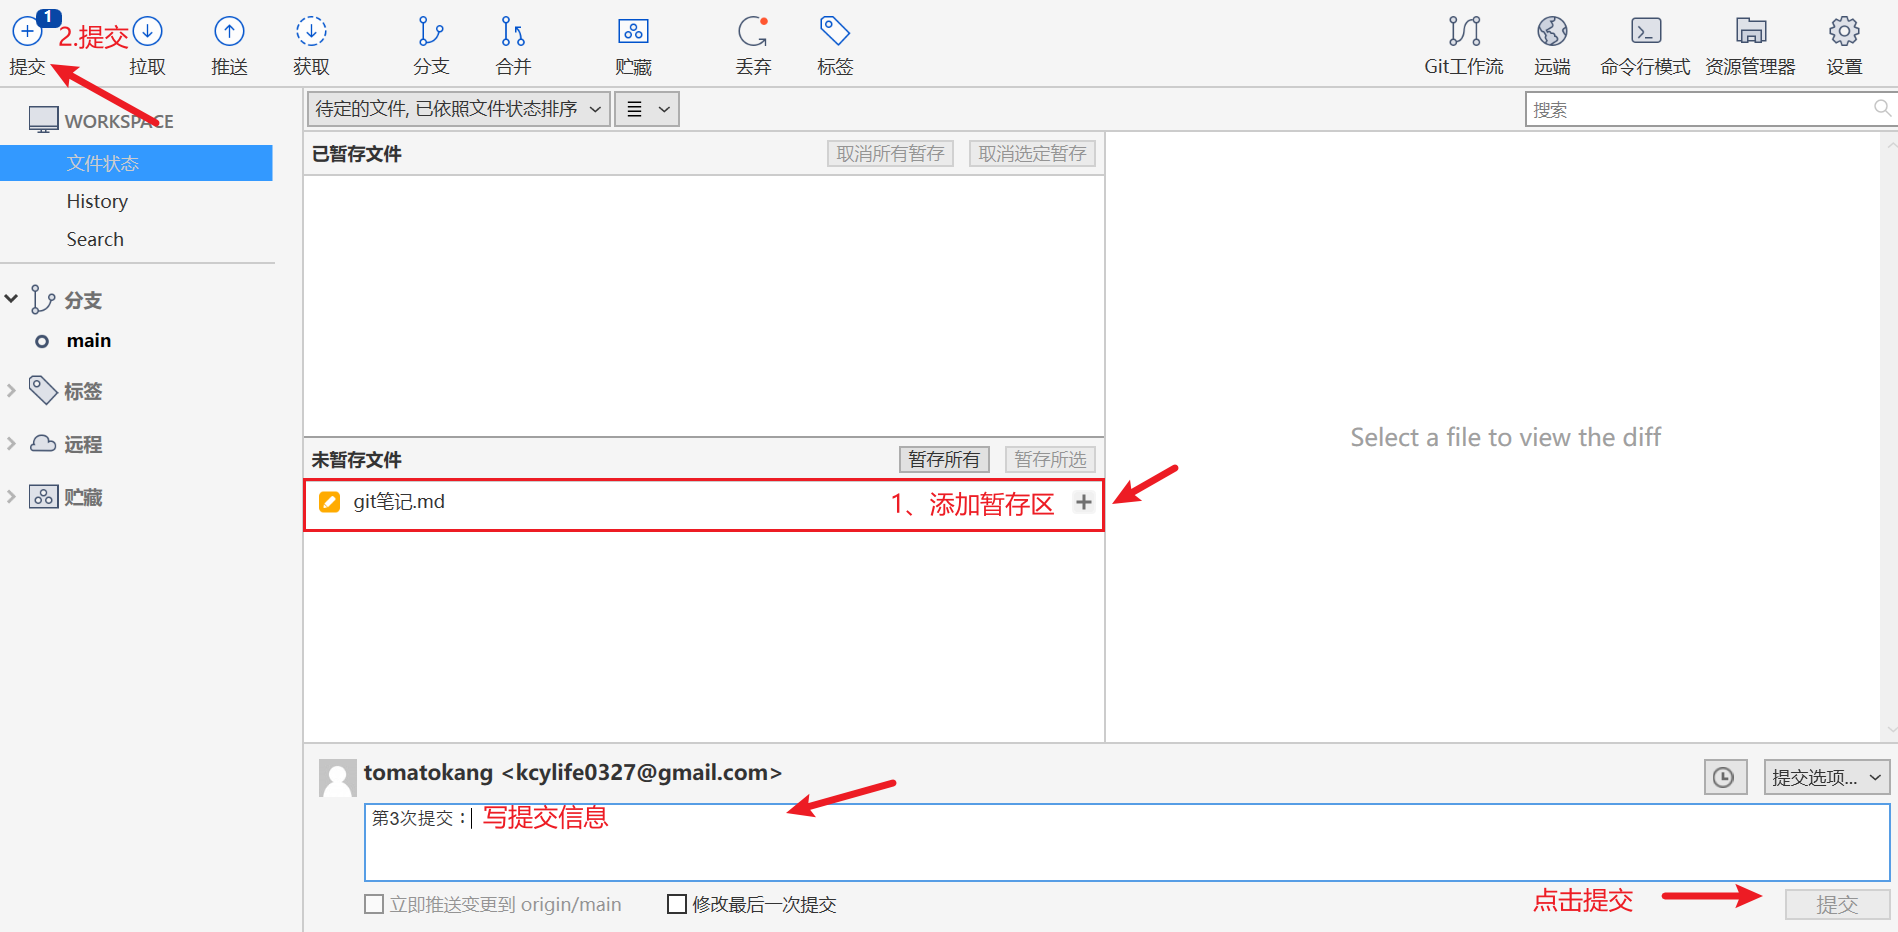 1
2.提交
提交
拉取
推送
获取
分支
合并
贮藏
丢弃
标签
Git工作流
远端
命令行模式
资源管理器
设置
WORKSPACE
文件状态
History
Search
分支
main
标签
远程
贮藏
待定的文件, 已依照文件状态排序
搜索
已暂存文件
取消所有暂存
取消选定暂存
未暂存文件
暂存所有
暂存所选
git笔记.md
1、添加暂存区
Select a file to view the diff
tomatokang <kcylife0327@gmail.com>
提交选项...
第3次提交：
写提交信息
立即推送变更到 origin/main
修改最后一次提交
点击提交
提交